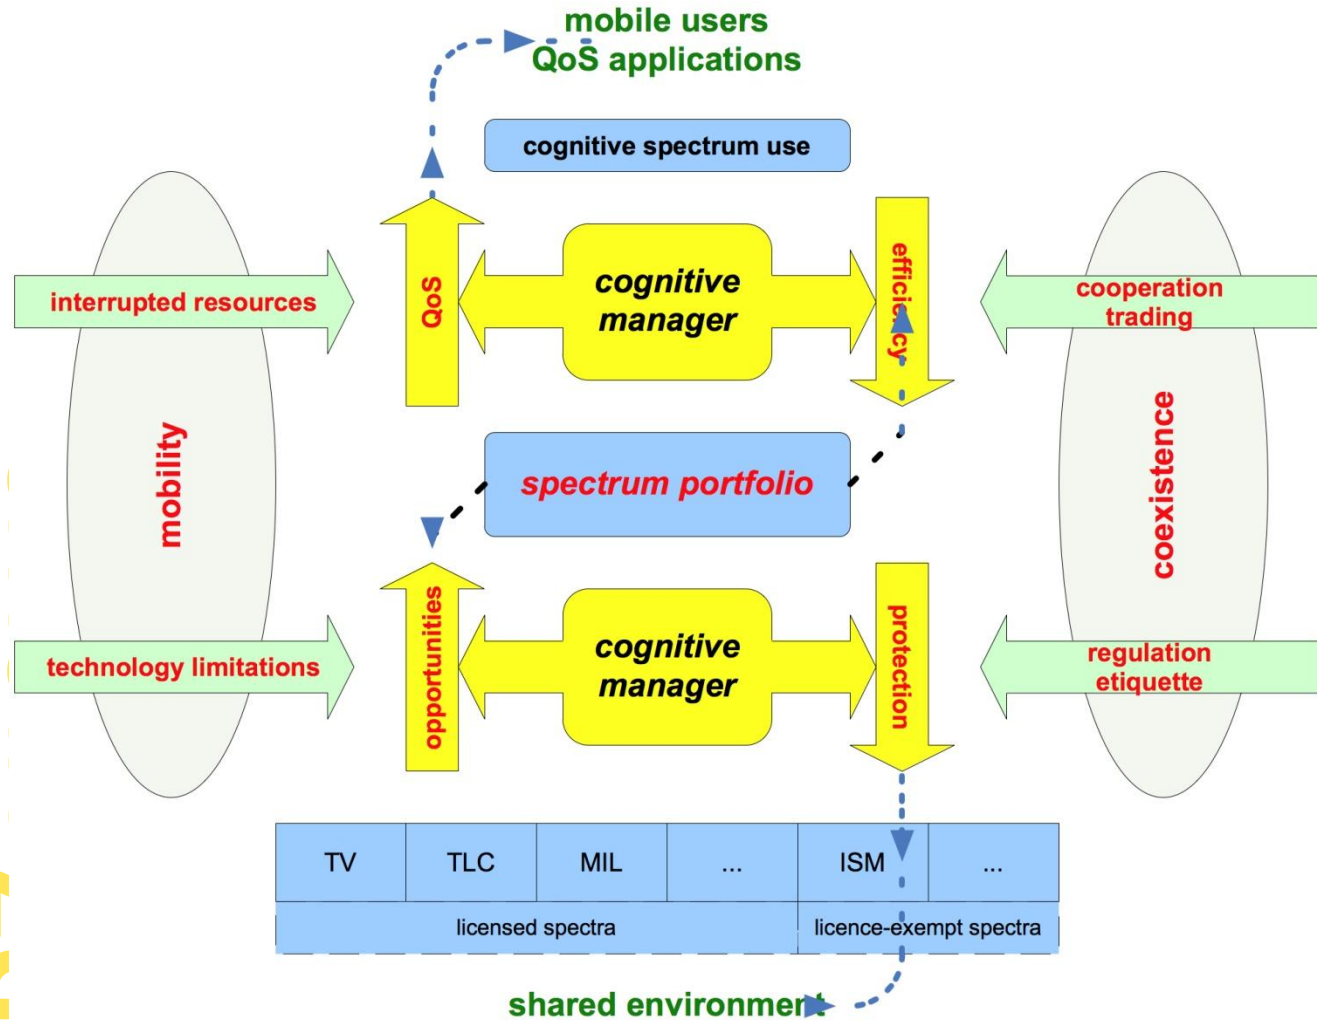 mobile users
QoS applications
cognitive spectrum use
interrupted resources
QoS
cognitive
manager
efficiency
cooperation
trading
mobility
spectrum portfolio
coexistence
technology limitations
opportunities
cognitive
manager
protection
regulation
etiquette
TV
TLC
MIL
...
ISM
...
licensed spectra
licence-exempt spectra
shared environment